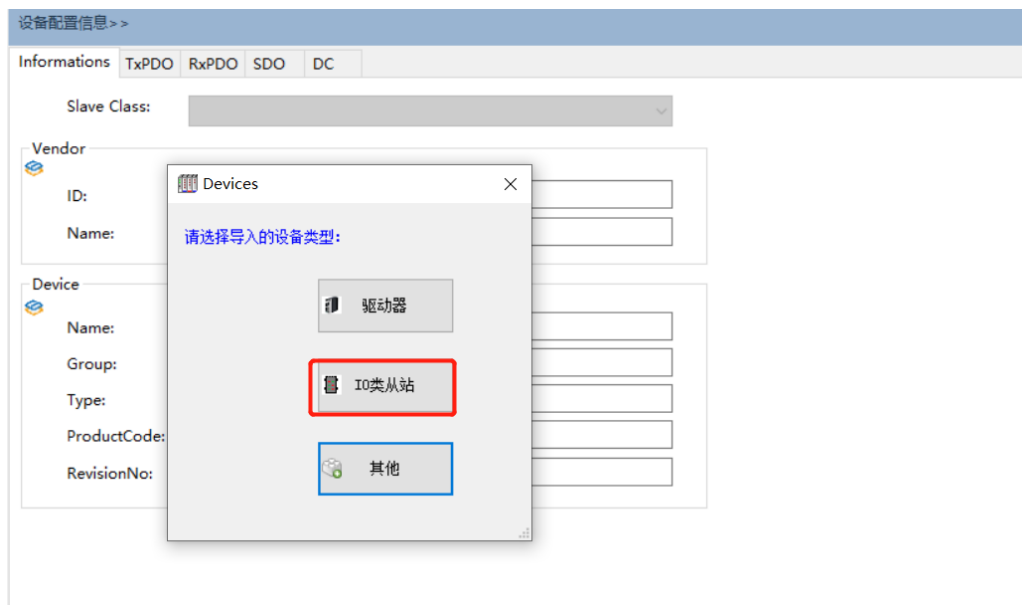 设备配置信息>>
Informations TxPDO RxPDO SDO DC
Slave Class:
Vendor
ID:
Name:
Devices
请选择导入的设备类型:
驱动器
IO类从站
其他
Device
Name:
Group:
Type:
ProductCode:
RevisionNo: